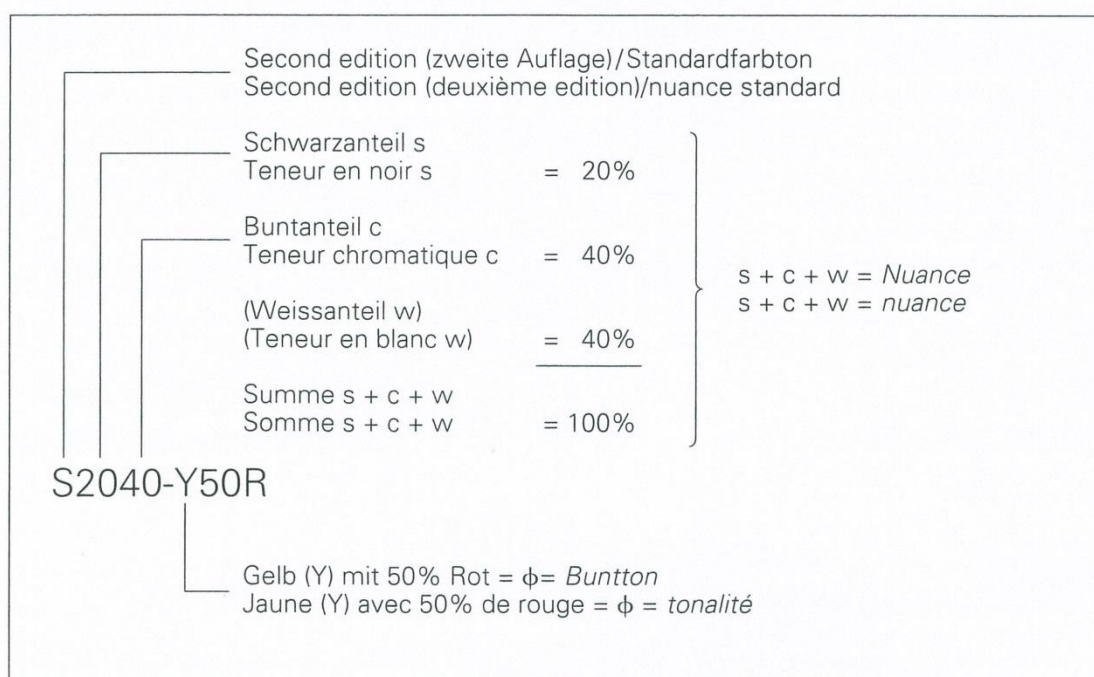 Second edition (zweite Auflage)/Standardfarbton
Second edition (deuxième edition)/nuance standard
Schwarzanteil s
Teneur en noir s = 20%
Buntanteil c
Teneur chromatique c = 40%
(Weissanteil w)
(Teneur en blanc w) = 40%
s + c + w = Nuance
s + c + w = nuance
Summe s + c + w
Somme s + c + w = 100%
S2040-Y50R
Gelb (Y) mit 50% Rot = ϕ= Buntton
Jaune (Y) avec 50% de rouge = ϕ = tonalité